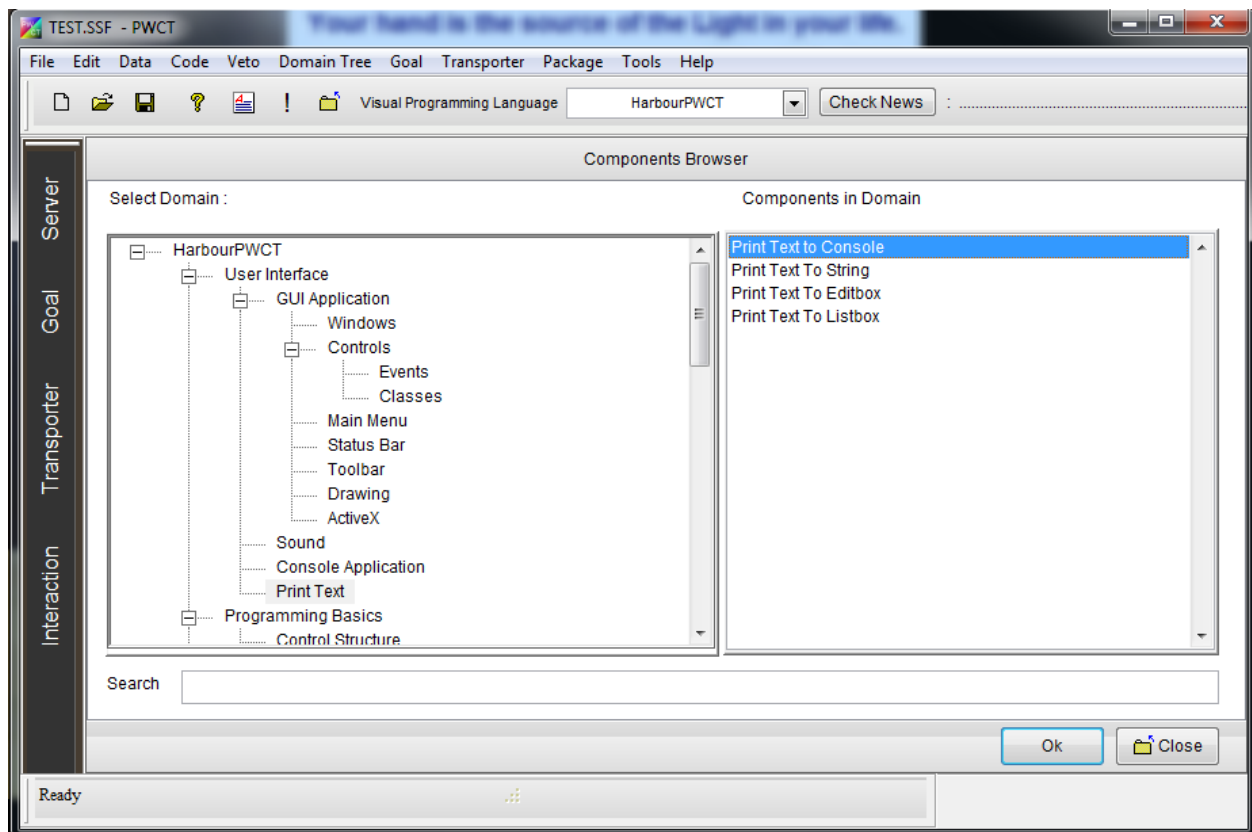 Your hand is the source of the Light in your life.
TEST.SSF - PWCT
File Edit Data Code Veto Domain Tree Goal Transporter Package Tools Help
Visual Programming Language HarbourPWCT Check News : ........................................................................
Components Browser
Server
Goal
Transporter
Interaction
Select Domain :
HarbourPWCT
User Interface
GUI Application
Windows
Controls
Events
Classes
Main Menu
Status Bar
Toolbar
Drawing
ActiveX
Sound
Console Application
Print Text
Programming Basics
Control Structure
Components in Domain
Print Text to Console
Print Text To String
Print Text To Editbox
Print Text To Listbox
Search
Ok Close
Ready